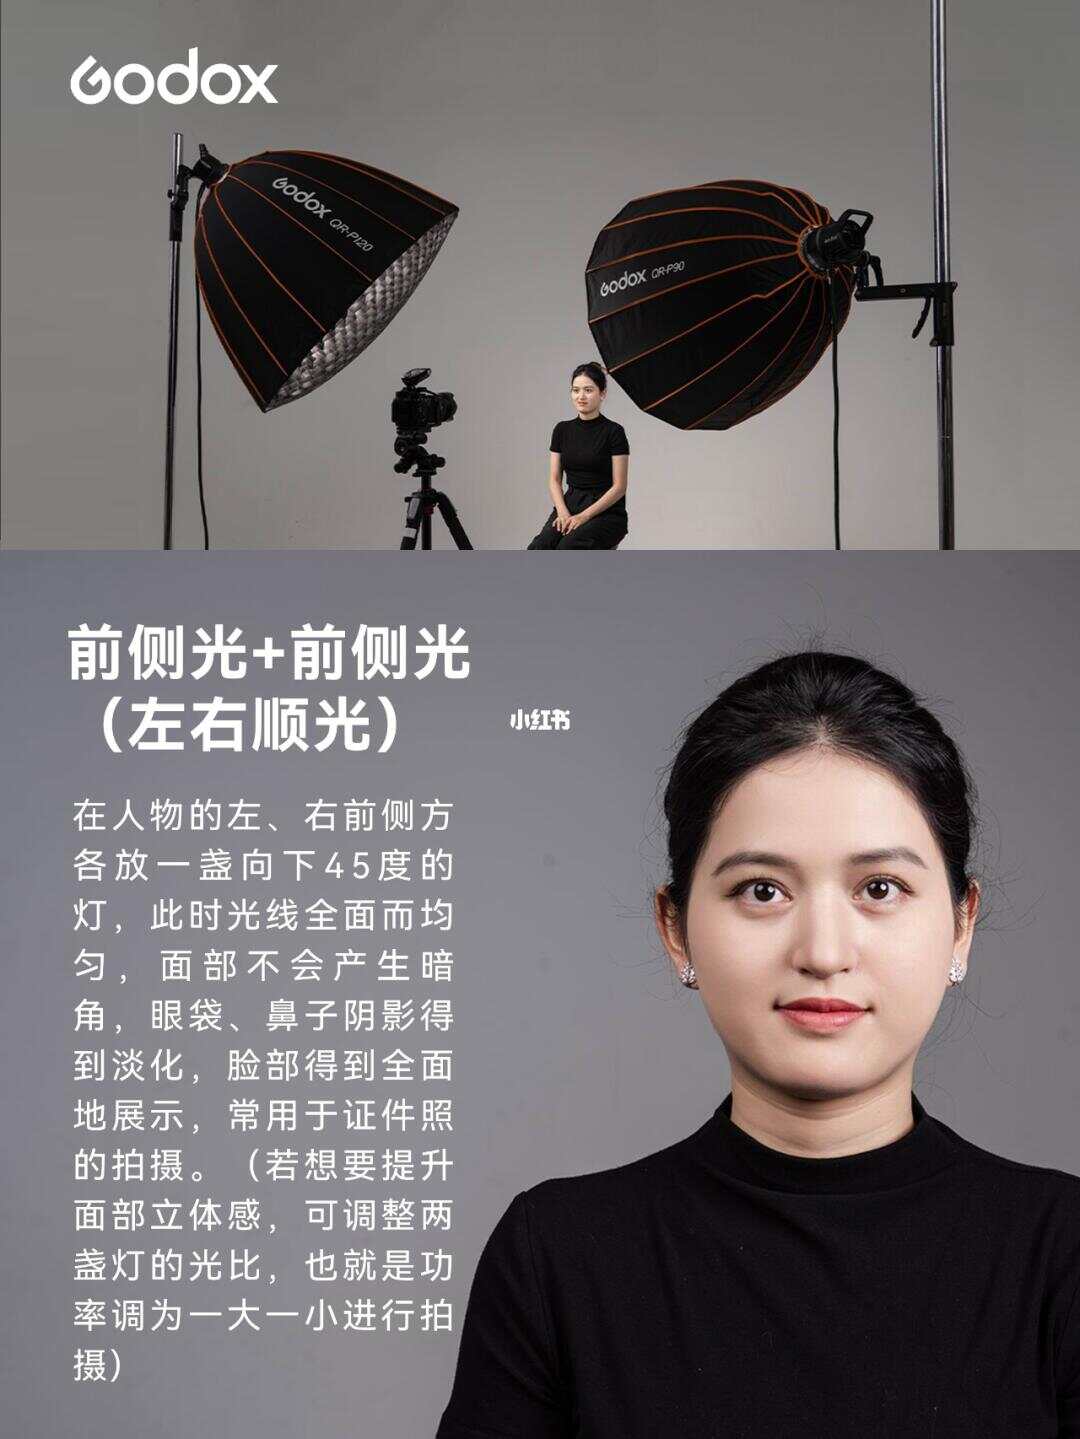 Godox
Godox QR-P120
Godox QR-P90
前侧光+前侧光
（左右顺光）
小红书
在人物的左、右前侧方
各放一盏向下45度的
灯，此时光线全面而均
匀，面部不会产生暗
角，眼袋、鼻子阴影得
到淡化，脸部得到全面
地展示，常用于证件照
的拍摄。（若想要提升
面部立体感，可调整两
盏灯的光比，也就是功
率调为一大一小进行拍
摄）